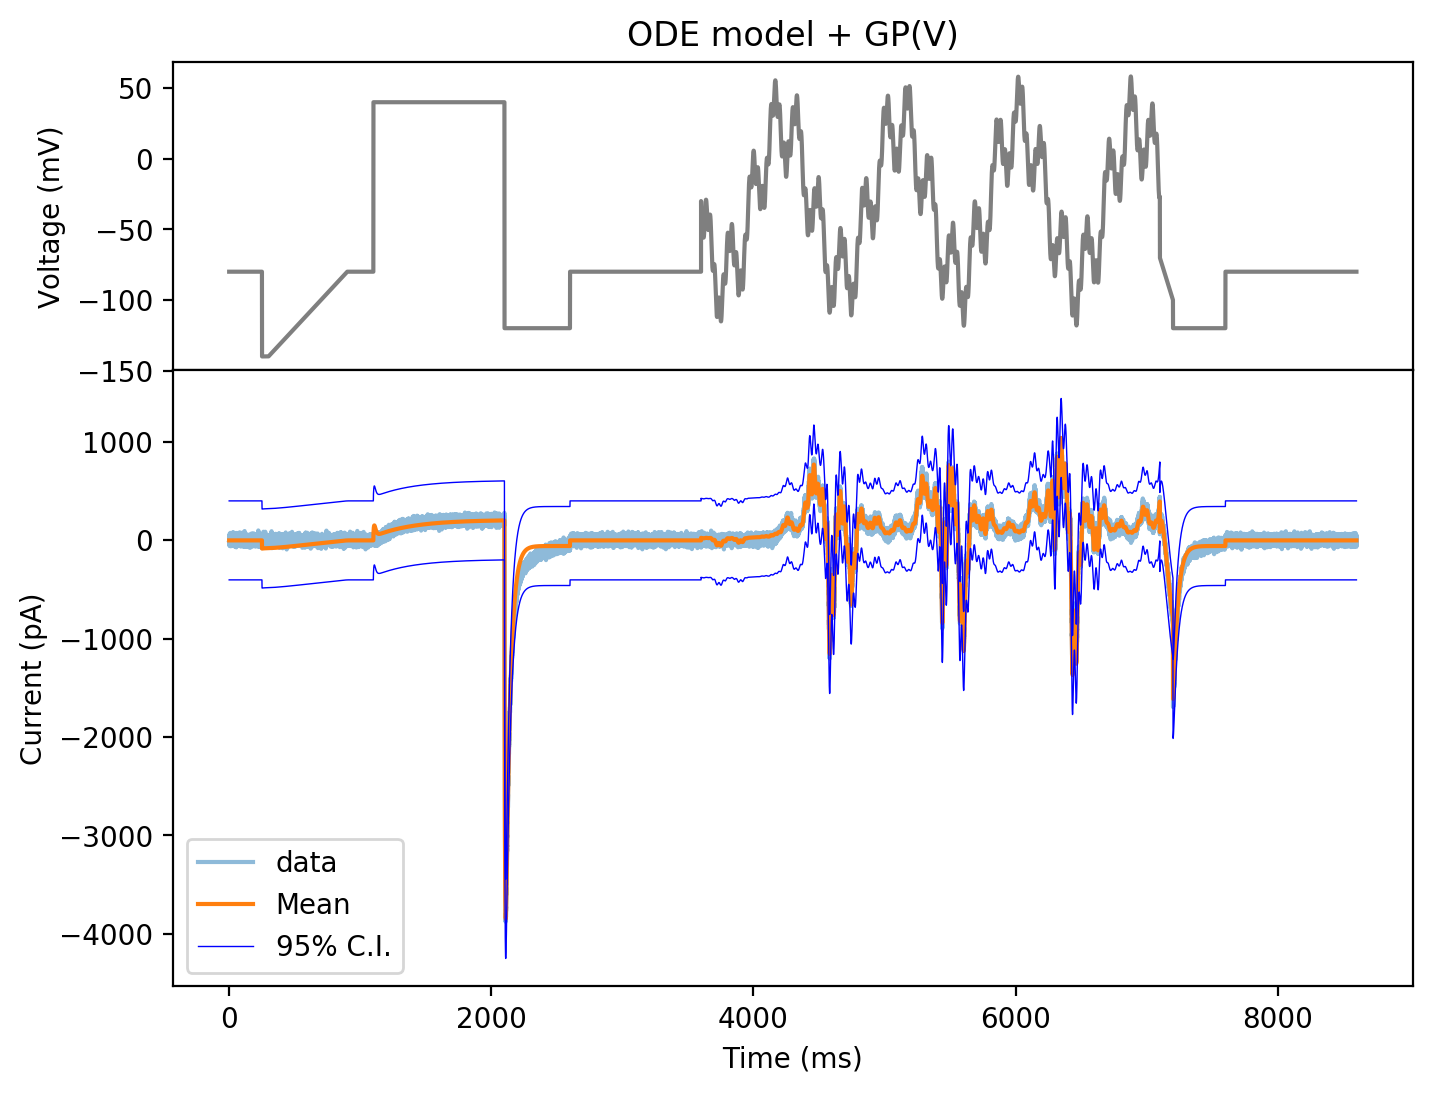 ODE model + GP(V)
50
0
−50
−100
−150
Voltage (mV)
1000
0
−1000
−2000
−3000
−4000
Current (pA)
data
Mean
95% C.I.
0 2000 4000 6000 8000
Time (ms)